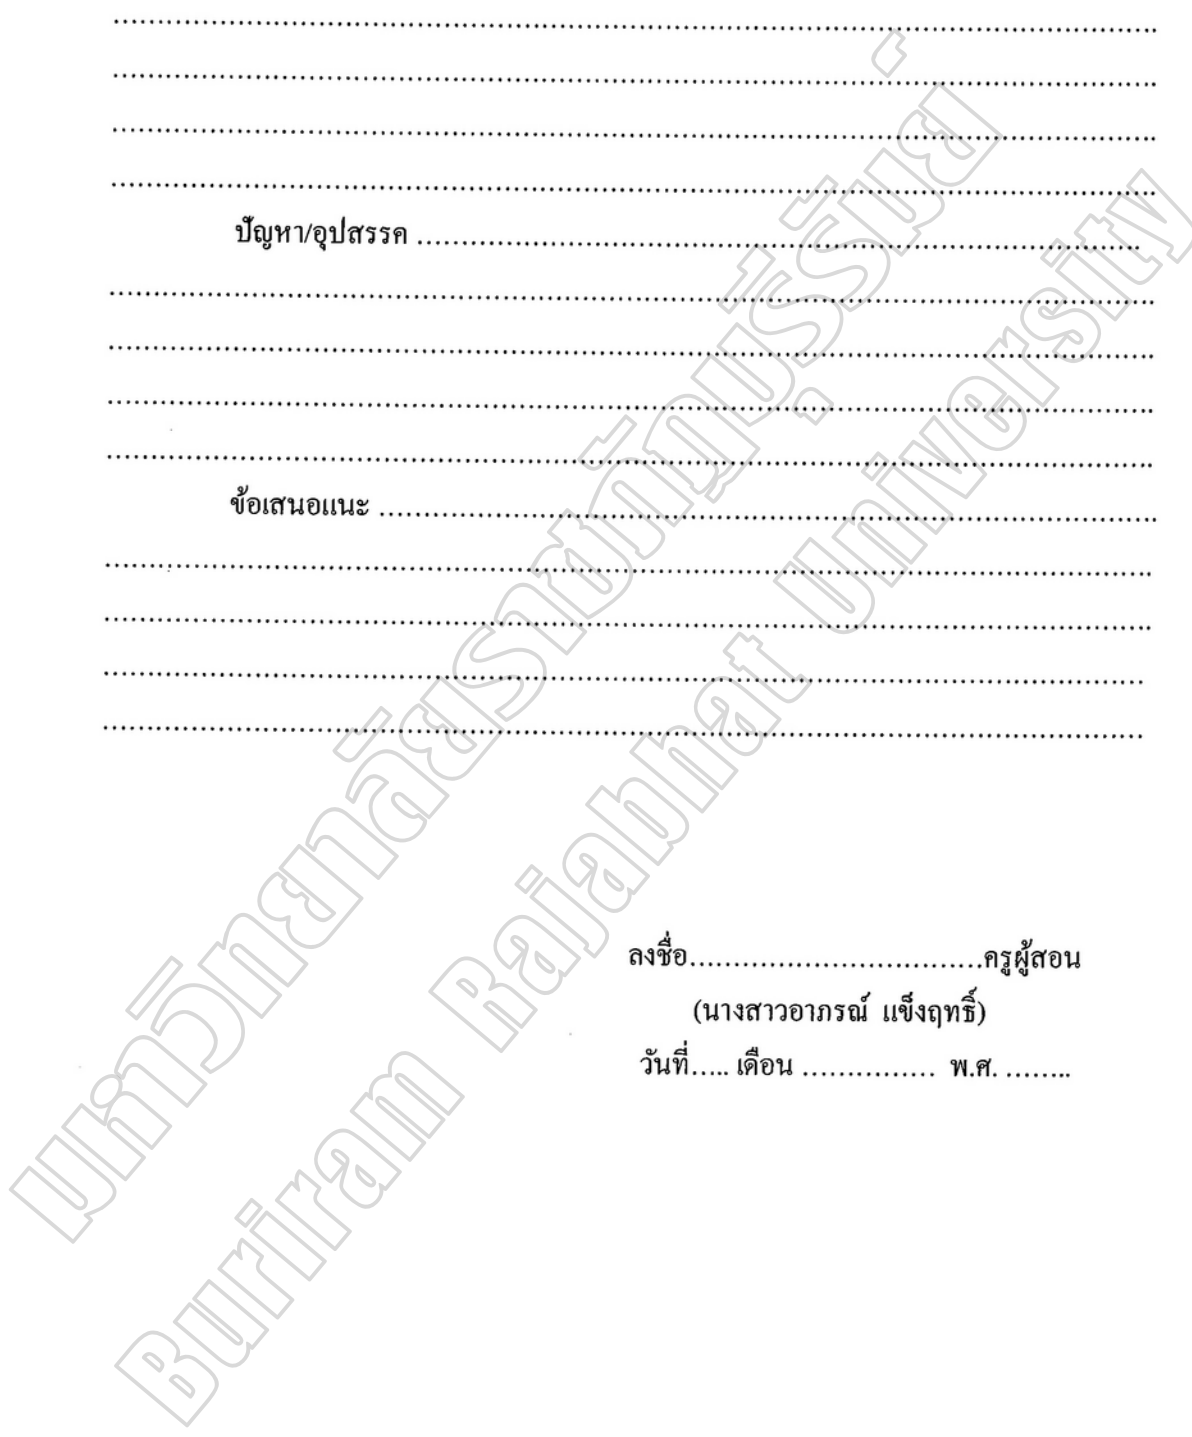 ........................................................................................................................
........................................................................................................................
........................................................................................................................
........................................................................................................................
ปัญหา/อุปสรรค ..................................................................................
........................................................................................................................
........................................................................................................................
........................................................................................................................
........................................................................................................................
ข้อเสนอแนะ ........................................................................................
........................................................................................................................
........................................................................................................................
........................................................................................................................
........................................................................................................................
ลงชื่อ..................................ครูผู้สอน
(นางสาวอาภรณ์ แข็งฤทธิ์)
วันที่..... เดือน ............... พ.ศ. ........
มหาวิทยาลัยราชภัฏบุรีรัมย์
Buriram Rajabhat University